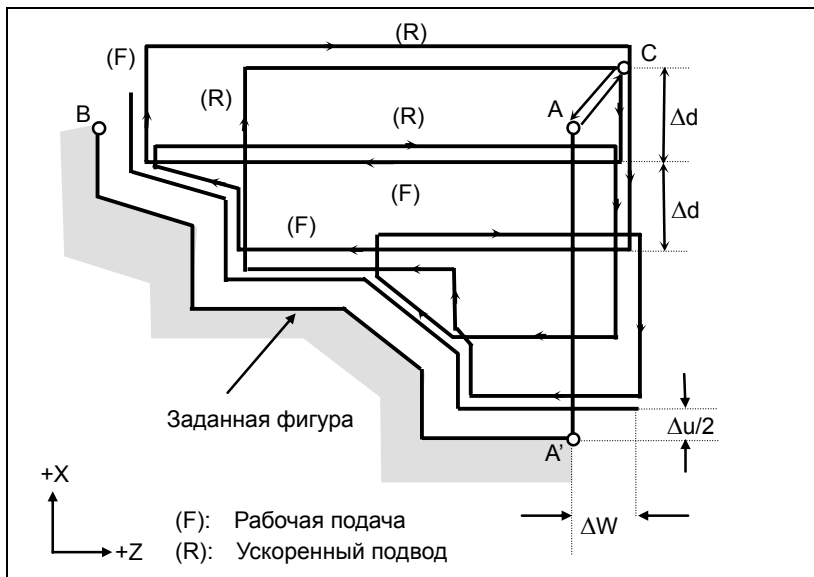 (R)
(F)
C
(R)
B
A
(R)
Δd
(F)
Δd
(F)
Заданная фигура
Δu/2
A'
+X
(F): Рабочая подача
ΔW
+Z
(R): Ускоренный подвод